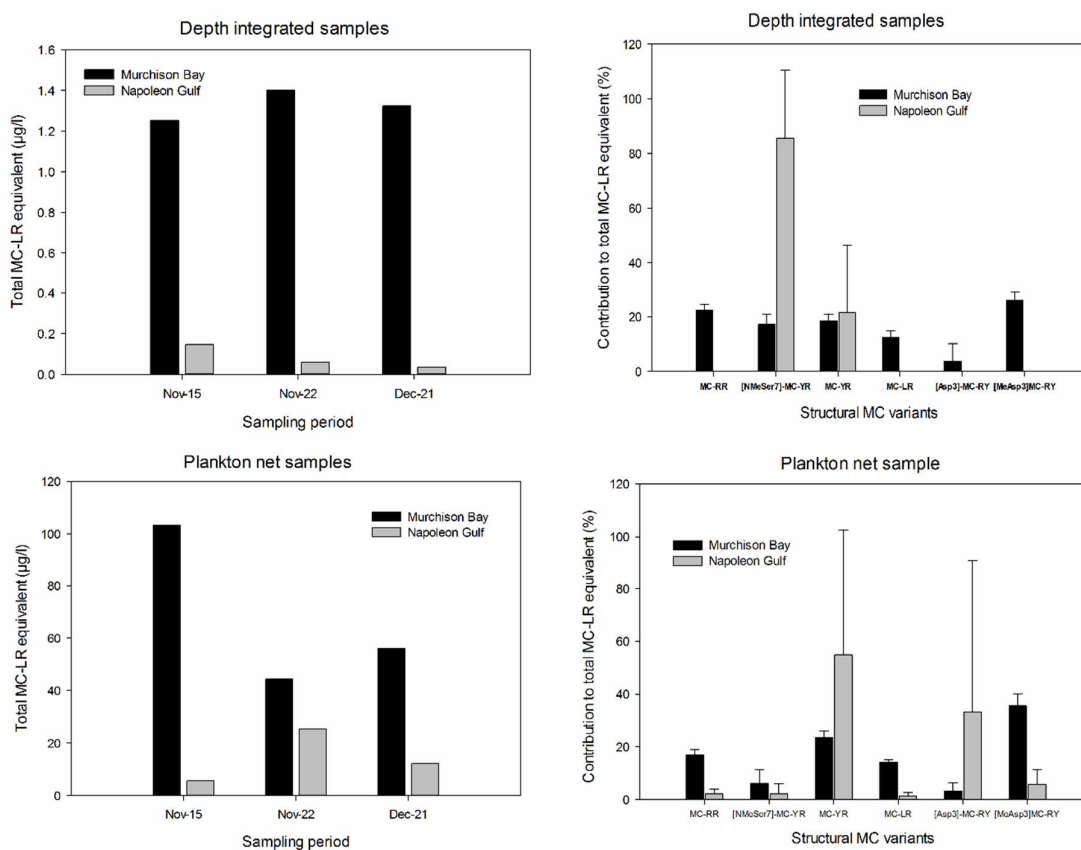 Depth integrated samples
Total MC-LR equivalent (µg/l)
1.6
1.4
1.2
1.0
0.8
0.6
0.4
0.2
0.0
Murchison Bay
Napoleon Gulf
Nov-15 Nov-22 Dec-21
Sampling period
Depth integrated samples
Contribution to total MC-LR equivalent (%)
120
100
80
60
40
20
0
Murchison Bay
Napoleon Gulf
MC-RR [NMeSer7]-MC-YR MC-YR MC-LR [Asp3]-MC-RY [MeAsp3]MC-RY
Structural MC variants
Plankton net samples
Total MC-LR equivalent (µg/l)
120
100
80
60
40
20
0
Murchison Bay
Napoleon Gulf
Nov-15 Nov-22 Dec-21
Sampling period
Plankton net sample
Contribution to total MC-LR equivalent (%)
120
100
80
60
40
20
0
Murchison Bay
Napoleon Gulf
MC-RR [NMeSer7]-MC-YR MC-YR MC-LR [Asp3]-MC-RY [MeAsp3]MC-RY
Structural MC variants